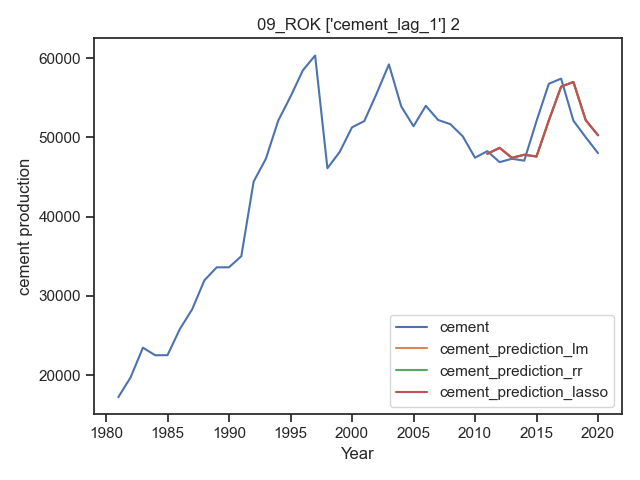 09_ROK ['cement_lag_1'] 2
cement production
60000
50000
40000
30000
20000
1980
1985
1990
1995
2000
2005
2010
2015
2020
Year
cement
cement_prediction_lm
cement_prediction_rr
cement_prediction_lasso